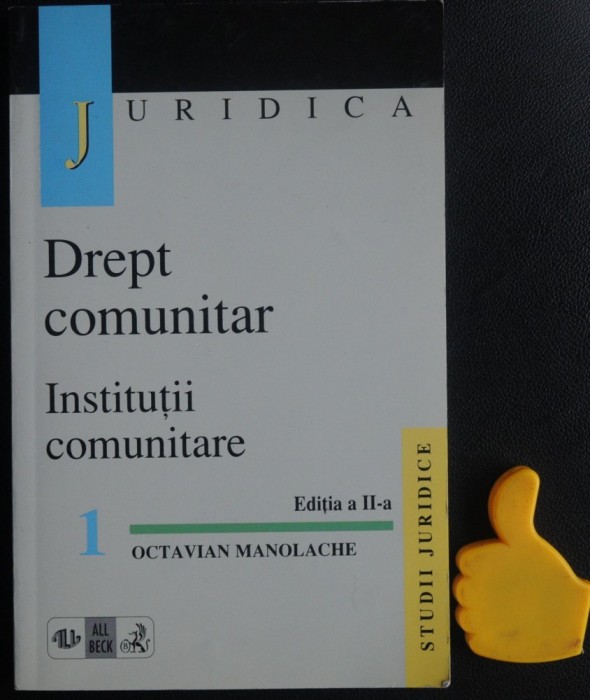 JURIDICA
Drept
comunitar
Instituții
comunitare
Ediția a II-a
1
OCTAVIAN MANOLACHE
STUDII JURIDICE
ALL
BECK